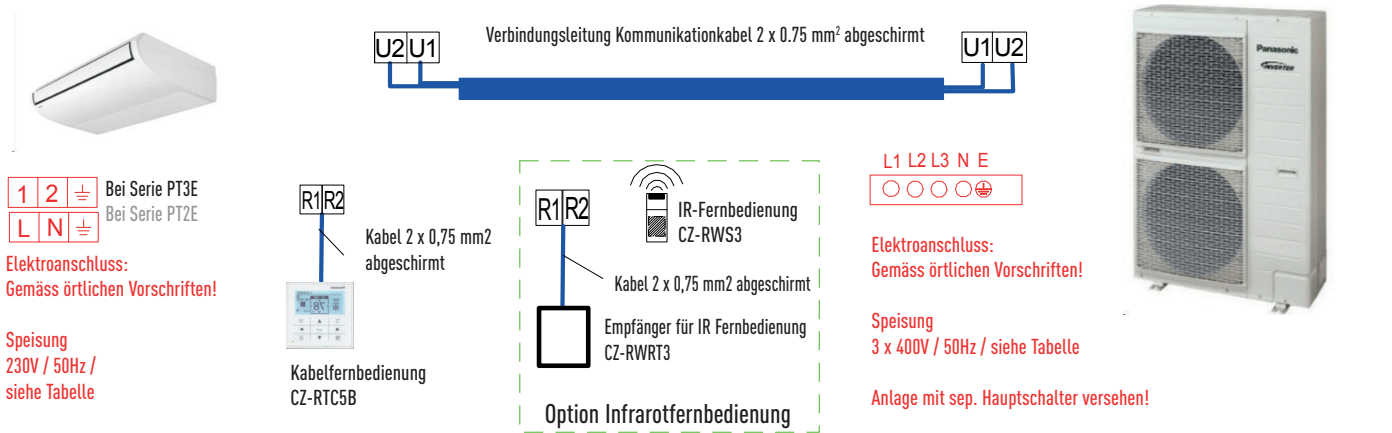 U2 U1
Verbindungsleitung Kommunikationkabel 2 x 0.75 mm² abgeschirmt
U1 U2
Panasonic
INVERTER
1 2
Bei Serie PT3E
L N
Bei Serie PT2E
Elektroanschluss:
Gemäss örtlichen Vorschriften!
Speisung
230V / 50Hz /
siehe Tabelle
R1 R2
Kabel 2 x 0,75 mm2
abgeschirmt
Kabelfernbedienung
CZ-RTC5B
R1 R2
IR-Fernbedienung
CZ-RWS3
Kabel 2 x 0,75 mm2 abgeschirmt
Empfänger für IR Fernbedienung
CZ-RWRT3
Option Infrarotfernbedienung
L1 L2 L3 N E
Elektroanschluss:
Gemäss örtlichen Vorschriften!
Speisung
3 x 400V / 50Hz / siehe Tabelle
Anlage mit sep. Hauptschalter versehen!